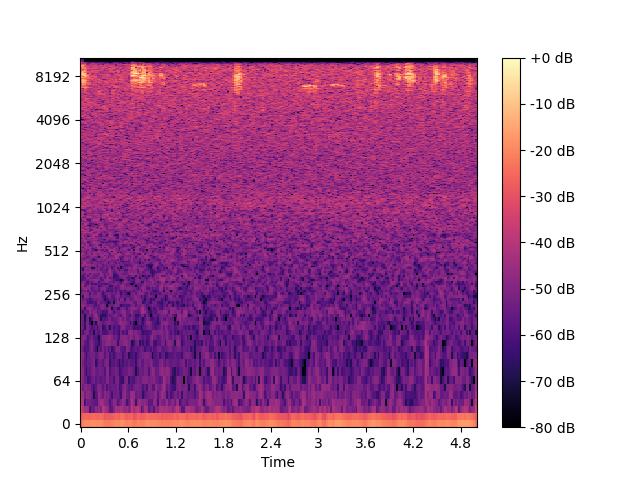 +0 dB
8192
-10 dB
4096
-20 dB
2048
-30 dB
1024
-40 dB
Hz
512
-50 dB
256
-60 dB
128
-70 dB
64
0
-80 dB
0 0.6 1.2 1.8 2.4 3 3.6 4.2 4.8
Time